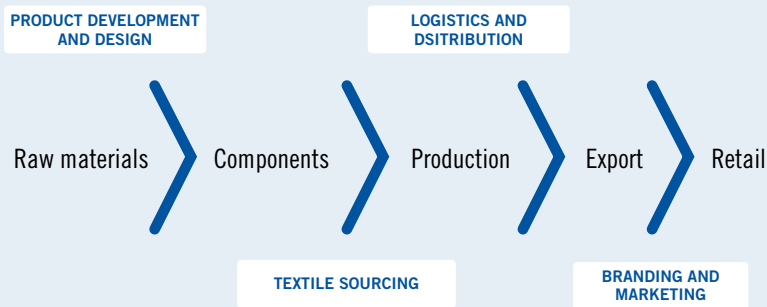 PRODUCT DEVELOPMENT
AND DESIGN
LOGISTICS AND
DSITRIBUTION
Raw materials
Components
Production
Export
Retail
TEXTILE SOURCING
BRANDING AND
MARKETING